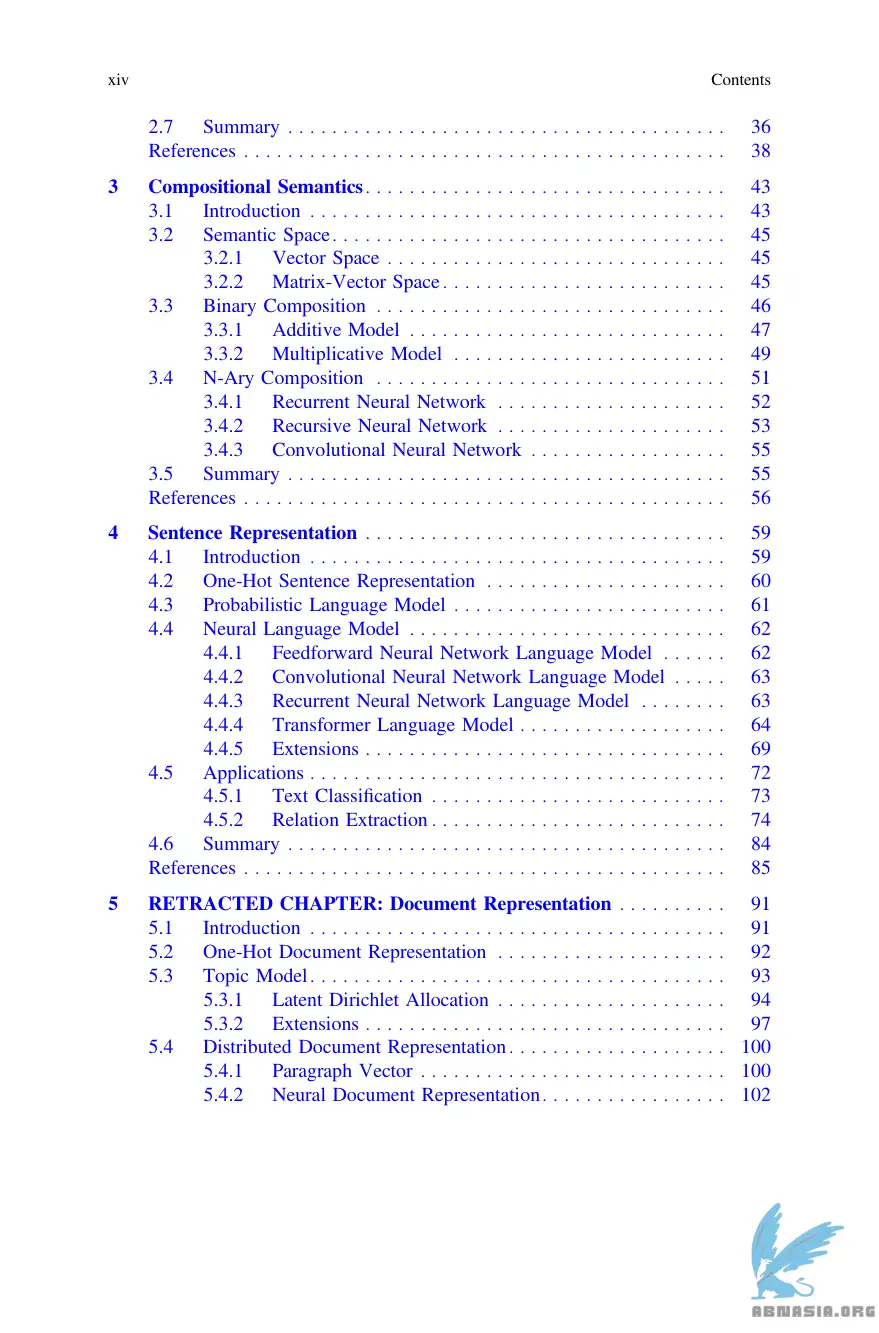 xiv Contents
2.7 Summary . . . . . . . . . . . . . . . . . . . . . . . . . . . . . . . . . . . . . . . . 36
References . . . . . . . . . . . . . . . . . . . . . . . . . . . . . . . . . . . . . . . . . . . . 38
3 Compositional Semantics . . . . . . . . . . . . . . . . . . . . . . . . . . . . . . . . . 43
3.1 Introduction . . . . . . . . . . . . . . . . . . . . . . . . . . . . . . . . . . . . . . 43
3.2 Semantic Space . . . . . . . . . . . . . . . . . . . . . . . . . . . . . . . . . . . . 45
3.2.1 Vector Space . . . . . . . . . . . . . . . . . . . . . . . . . . . . . . . 45
3.2.2 Matrix-Vector Space . . . . . . . . . . . . . . . . . . . . . . . . . . 45
3.3 Binary Composition . . . . . . . . . . . . . . . . . . . . . . . . . . . . . . . . 46
3.3.1 Additive Model . . . . . . . . . . . . . . . . . . . . . . . . . . . . . 47
3.3.2 Multiplicative Model . . . . . . . . . . . . . . . . . . . . . . . . . 49
3.4 N-Ary Composition . . . . . . . . . . . . . . . . . . . . . . . . . . . . . . . . 51
3.4.1 Recurrent Neural Network . . . . . . . . . . . . . . . . . . . . . 52
3.4.2 Recursive Neural Network . . . . . . . . . . . . . . . . . . . . . 53
3.4.3 Convolutional Neural Network . . . . . . . . . . . . . . . . . . 55
3.5 Summary . . . . . . . . . . . . . . . . . . . . . . . . . . . . . . . . . . . . . . . . 55
References . . . . . . . . . . . . . . . . . . . . . . . . . . . . . . . . . . . . . . . . . . . . 56
4 Sentence Representation . . . . . . . . . . . . . . . . . . . . . . . . . . . . . . . . . 59
4.1 Introduction . . . . . . . . . . . . . . . . . . . . . . . . . . . . . . . . . . . . . . 59
4.2 One-Hot Sentence Representation . . . . . . . . . . . . . . . . . . . . . . 60
4.3 Probabilistic Language Model . . . . . . . . . . . . . . . . . . . . . . . . . 61
4.4 Neural Language Model . . . . . . . . . . . . . . . . . . . . . . . . . . . . . 62
4.4.1 Feedforward Neural Network Language Model . . . . . . 62
4.4.2 Convolutional Neural Network Language Model . . . . . 63
4.4.3 Recurrent Neural Network Language Model . . . . . . . . 63
4.4.4 Transformer Language Model . . . . . . . . . . . . . . . . . . . 64
4.4.5 Extensions . . . . . . . . . . . . . . . . . . . . . . . . . . . . . . . . . 69
4.5 Applications . . . . . . . . . . . . . . . . . . . . . . . . . . . . . . . . . . . . . . 72
4.5.1 Text Classification . . . . . . . . . . . . . . . . . . . . . . . . . . . 73
4.5.2 Relation Extraction . . . . . . . . . . . . . . . . . . . . . . . . . . . 74
4.6 Summary . . . . . . . . . . . . . . . . . . . . . . . . . . . . . . . . . . . . . . . . 84
References . . . . . . . . . . . . . . . . . . . . . . . . . . . . . . . . . . . . . . . . . . . . 85
5 RETRACTED CHAPTER: Document Representation . . . . . . . . . . 91
5.1 Introduction . . . . . . . . . . . . . . . . . . . . . . . . . . . . . . . . . . . . . . 91
5.2 One-Hot Document Representation . . . . . . . . . . . . . . . . . . . . . 92
5.3 Topic Model . . . . . . . . . . . . . . . . . . . . . . . . . . . . . . . . . . . . . . 93
5.3.1 Latent Dirichlet Allocation . . . . . . . . . . . . . . . . . . . . . 94
5.3.2 Extensions . . . . . . . . . . . . . . . . . . . . . . . . . . . . . . . . . 97
5.4 Distributed Document Representation . . . . . . . . . . . . . . . . . . . . 100
5.4.1 Paragraph Vector . . . . . . . . . . . . . . . . . . . . . . . . . . . . 100
5.4.2 Neural Document Representation . . . . . . . . . . . . . . . . . 102
ABNASIA.ORG